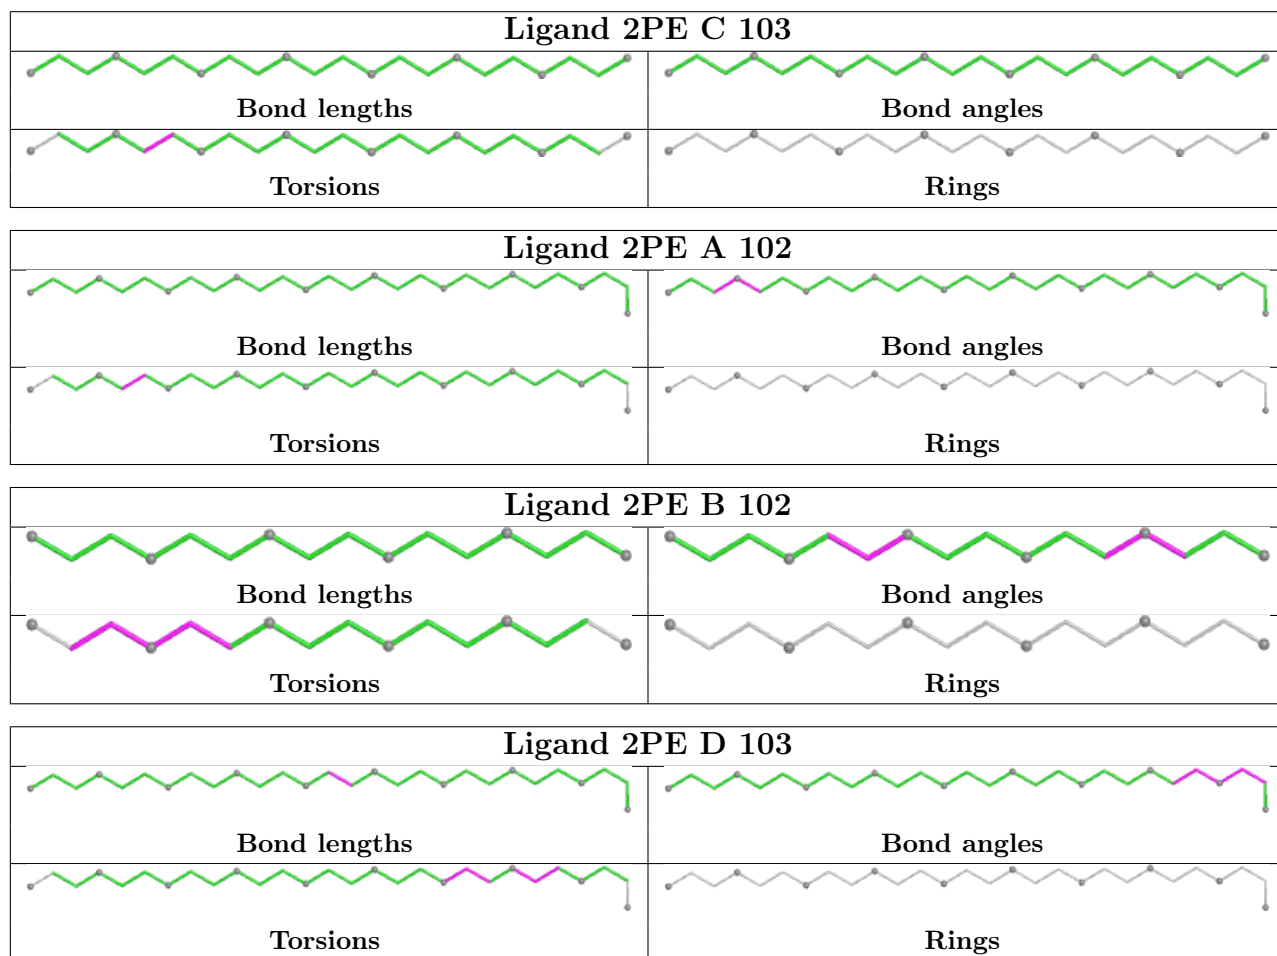 Ligand 2PE C 103
Bond lengths
Bond angles
Torsions
Rings
Ligand 2PE A 102
Bond lengths
Bond angles
Torsions
Rings
Ligand 2PE B 102
Bond lengths
Bond angles
Torsions
Rings
Ligand 2PE D 103
Bond lengths
Bond angles
Torsions
Rings